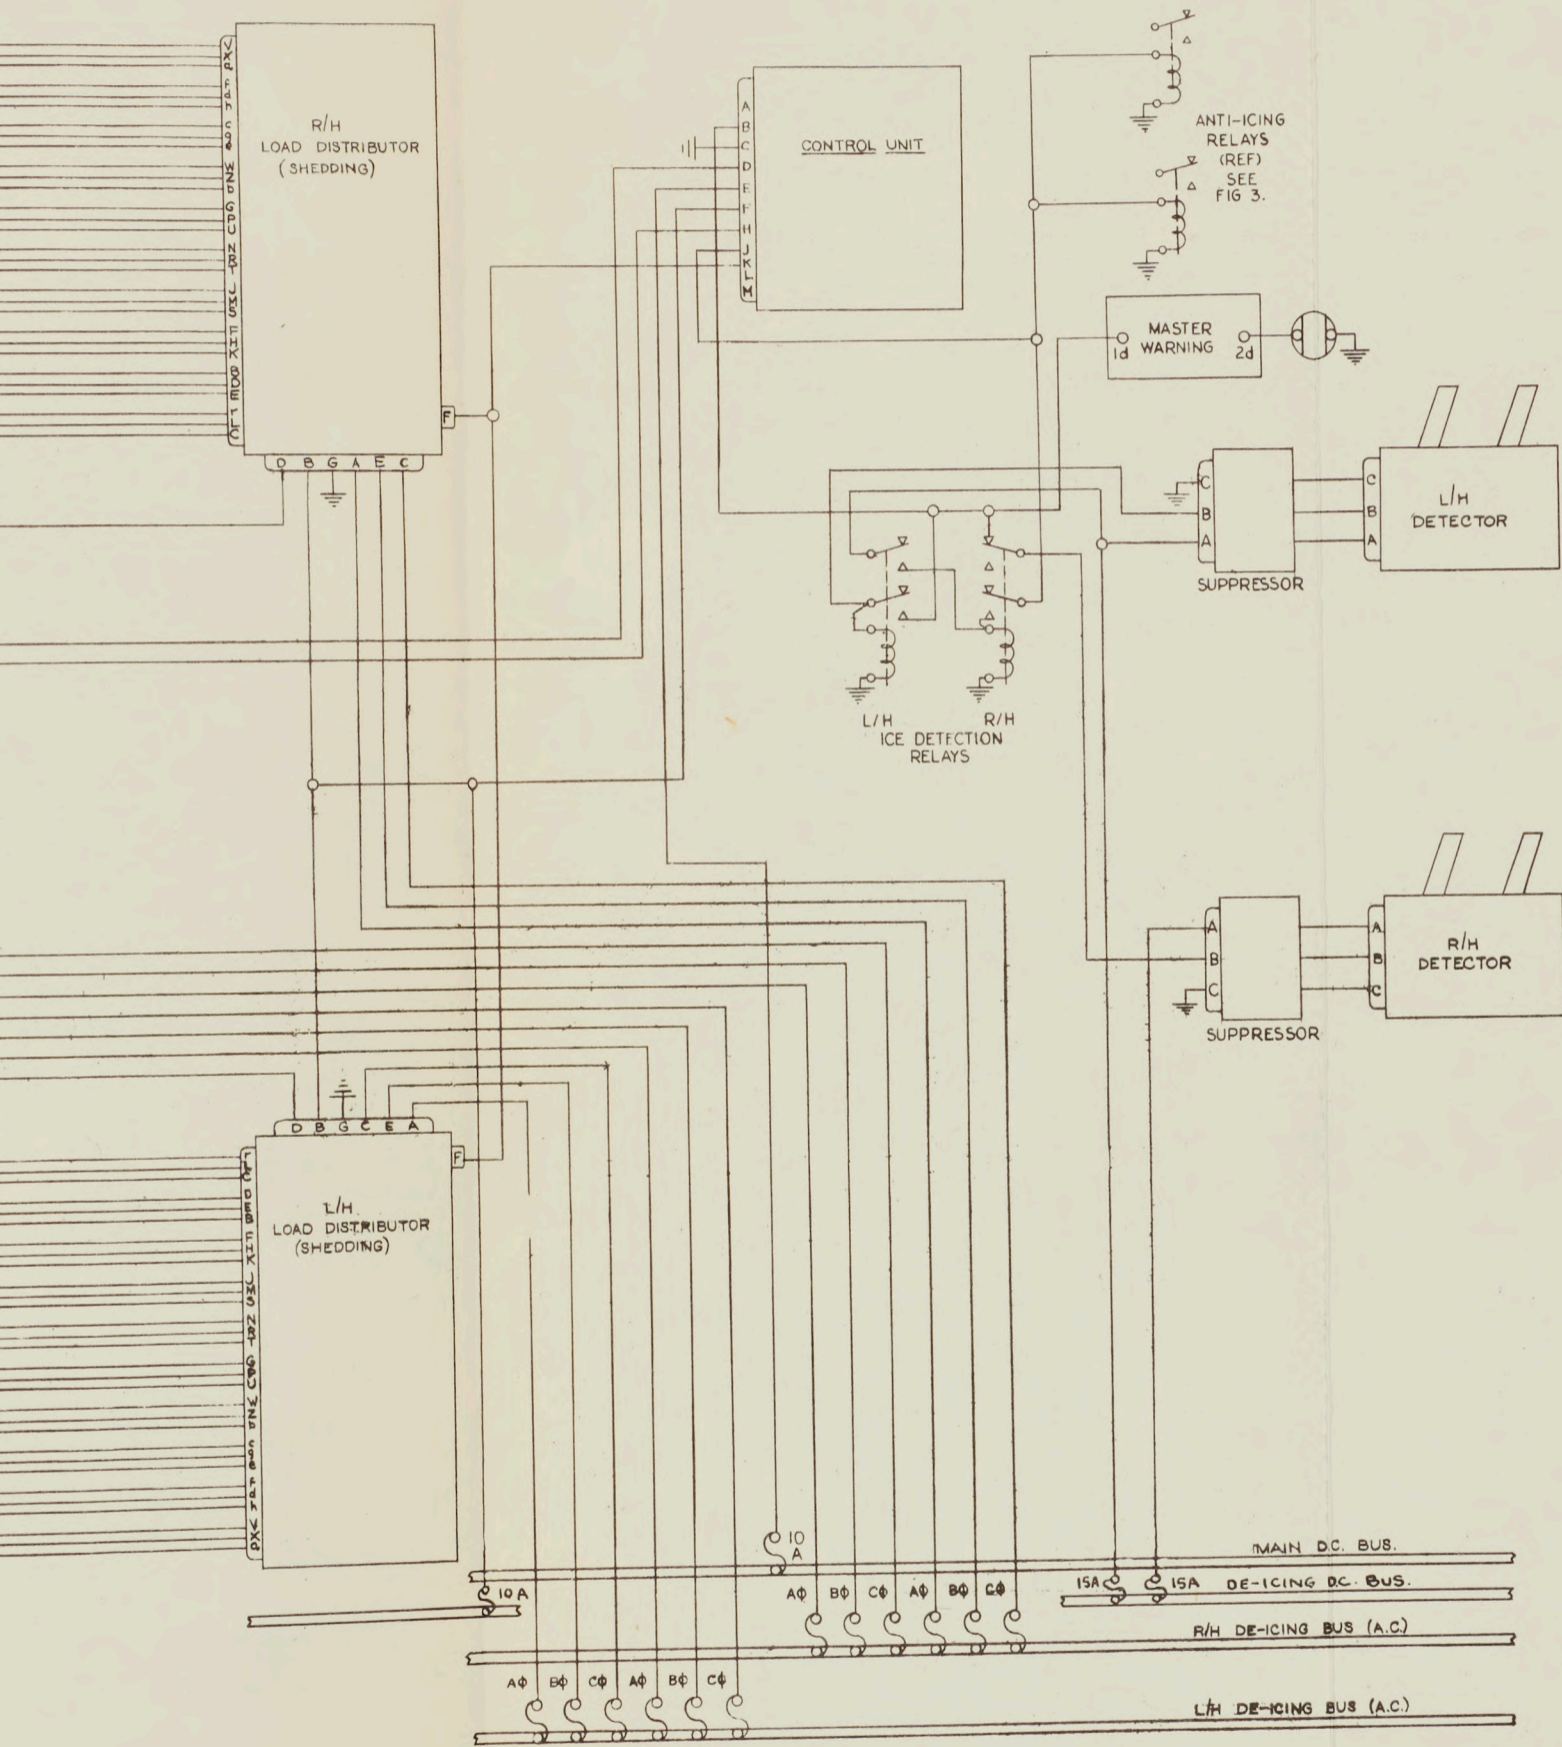 R/H
LOAD DISTRIBUTOR
(SHEDDING)
V
X
F
d
h
c
g
e
W
Z
b
G
P
U
N
R
T
J
M
S
F
H
K
B
D
E
r
L
C
F
D B G A E C
A
B
C
D
E
F
H
J
K
L
M
CONTROL UNIT
ANTI-ICING
RELAYS
(REF)
SEE
FIG 3.
MASTER
WARNING
1d
2d
C
B
A
SUPPRESSOR
C
B
A
L/H
DETECTOR
L/H
R/H
ICE DETECTION
RELAYS
A
B
C
SUPPRESSOR
A
B
C
R/H
DETECTOR
D B G C E A
F
L/H
LOAD DISTRIBUTOR
(SHEDDING)
r
L
C
D
E
B
F
H
K
J
M
S
N
R
T
G
P
U
W
Z
b
c
g
e
F
d
h
V
X
10
A
MAIN D.C. BUS.
10 A
15A
15A
DE-ICING D.C. BUS.
AΦ BΦ CΦ AΦ BΦ CΦ
R/H DE-ICING BUS (A.C.)
AΦ BΦ CΦ AΦ BΦ CΦ
L/H DE-ICING BUS (A.C.)